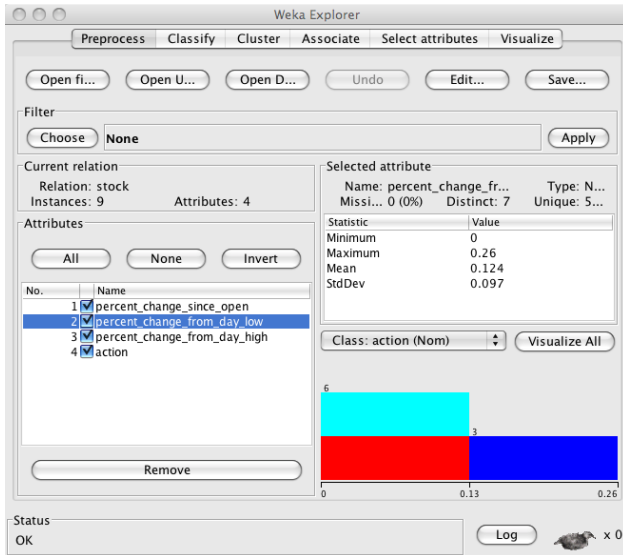 Weka Explorer
Preprocess Classify Cluster Associate Select attributes Visualize
Open fi... Open U... Open D... Undo Edit... Save...
Filter
Choose None Apply
Current relation
Relation: stock
Instances: 9 Attributes: 4
Selected attribute
Name: percent_change_fr... Type: N...
Missi... 0 (0%) Distinct: 7 Unique: 5...
Statistic Value
Minimum 0
Maximum 0.26
Mean 0.124
StdDev 0.097
Attributes
All None Invert
No. Name
1 percent_change_since_open
2 percent_change_from_day_low
3 percent_change_from_day_high
4 action
Remove
Class: action (Nom) Visualize All
6
3
0 0.13 0.26
Status
OK
Log x 0